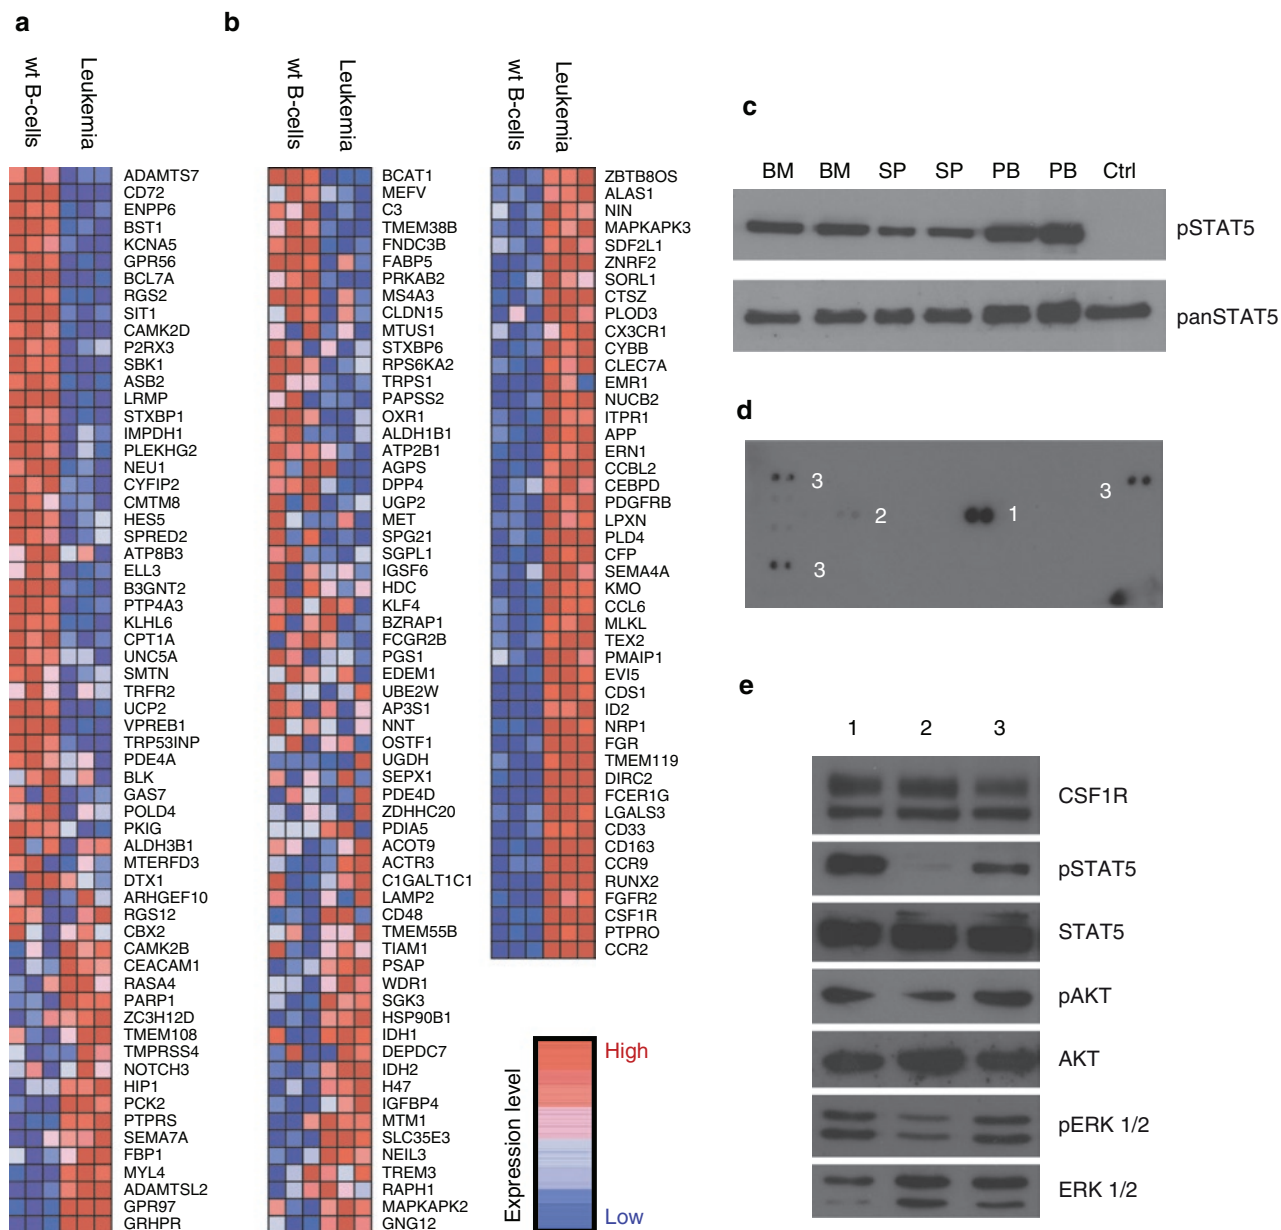 a
wt B-cells
Leukemia
ADAMTS7
CD72
ENPP6
BST1
KCNA5
GPR56
BCL7A
RGS2
SIT1
CAMK2D
P2RX3
SBK1
ASB2
LRMP
STXBP1
IMPDH1
PLEKHG2
NEU1
CYFIP2
CMTM8
HES5
SPRED2
ATP8B3
ELL3
B3GNT2
PTP4A3
KLHL6
CPT1A
UNC5A
SMTN
TRFR2
UCP2
VPREB1
TRP53INP
PDE4A
BLK
GAS7
POLD4
PKIG
ALDH3B1
MTERFD3
DTX1
ARHGEF10
RGS12
CBX2
CAMK2B
CEACAM1
RASA4
PARP1
ZC3H12D
TMEM108
TMPRSS4
NOTCH3
HIP1
PCK2
PTPRS
SEMA7A
FBP1
MYL4
ADAMTSL2
GPR97
GRHPR
b
wt B-cells
Leukemia
BCAT1
MEFV
C3
TMEM38B
FNDC3B
FABP5
PRKAB2
MS4A3
CLDN15
MTUS1
STXBP6
RPS6KA2
TRPS1
PAPSS2
OXR1
ALDH1B1
ATP2B1
AGPS
DPP4
UGP2
MET
SPG21
SGPL1
IGSF6
HDC
KLF4
BZRAP1
FCGR2B
PGS1
EDEM1
UBE2W
AP3S1
NNT
OSTF1
UGDH
SEPX1
PDE4D
ZDHHC20
PDIA5
ACOT9
ACTR3
C1GALT1C1
LAMP2
CD48
TMEM55B
TIAM1
PSAP
WDR1
SGK3
HSP90B1
IDH1
DEPDC7
IDH2
H47
IGFBP4
MTM1
SLC35E3
NEIL3
TREM3
RAPH1
MAPKAPK2
GNG12
wt B-cells
Leukemia
ZBTB8OS
ALAS1
NIN
MAPKAPK3
SDF2L1
ZNRF2
SORL1
CTSZ
PLOD3
CX3CR1
CYBB
CLEC7A
EMR1
NUCB2
ITPR1
APP
ERN1
CCBL2
CEBPD
PDGFRB
LPXN
PLD4
CFP
SEMA4A
KMO
CCL6
MLKL
TEX2
PMAIP1
EVI5
CDS1
ID2
NRP1
FGR
TMEM119
DIRC2
FCER1G
LGALS3
CD33
CD163
CCR9
RUNX2
FGFR2
CSF1R
PTPRO
CCR2
Expression level
High
Low
c
BM BM SP SP PB PB Ctrl
pSTAT5
panSTAT5
d
3
3
2
1
3
e
1 2 3
CSF1R
pSTAT5
STAT5
pAKT
AKT
pERK 1/2
ERK 1/2